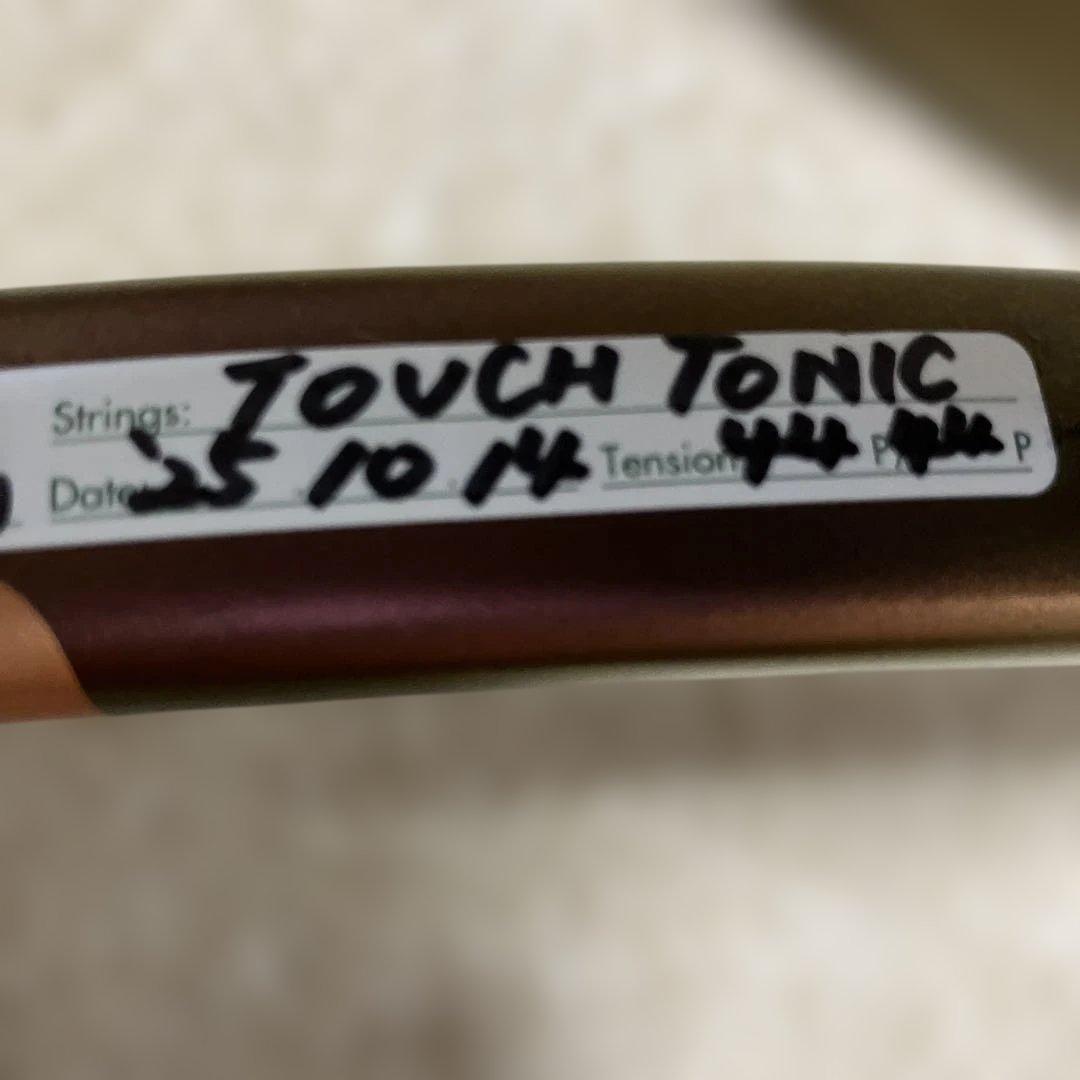 Strings: TOUCH TONIC
Date: '25. 10. 14 Tension 44 P/ 44 P